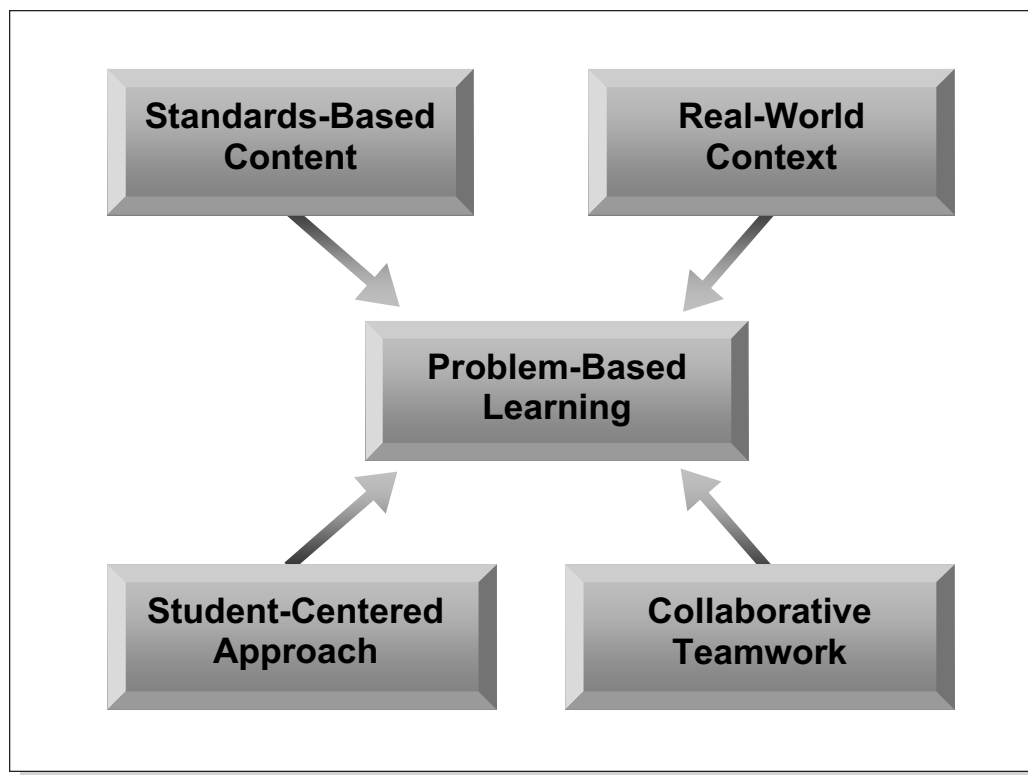 Standards-Based
Content
Real-World
Context
Problem-Based
Learning
Student-Centered
Approach
Collaborative
Teamwork